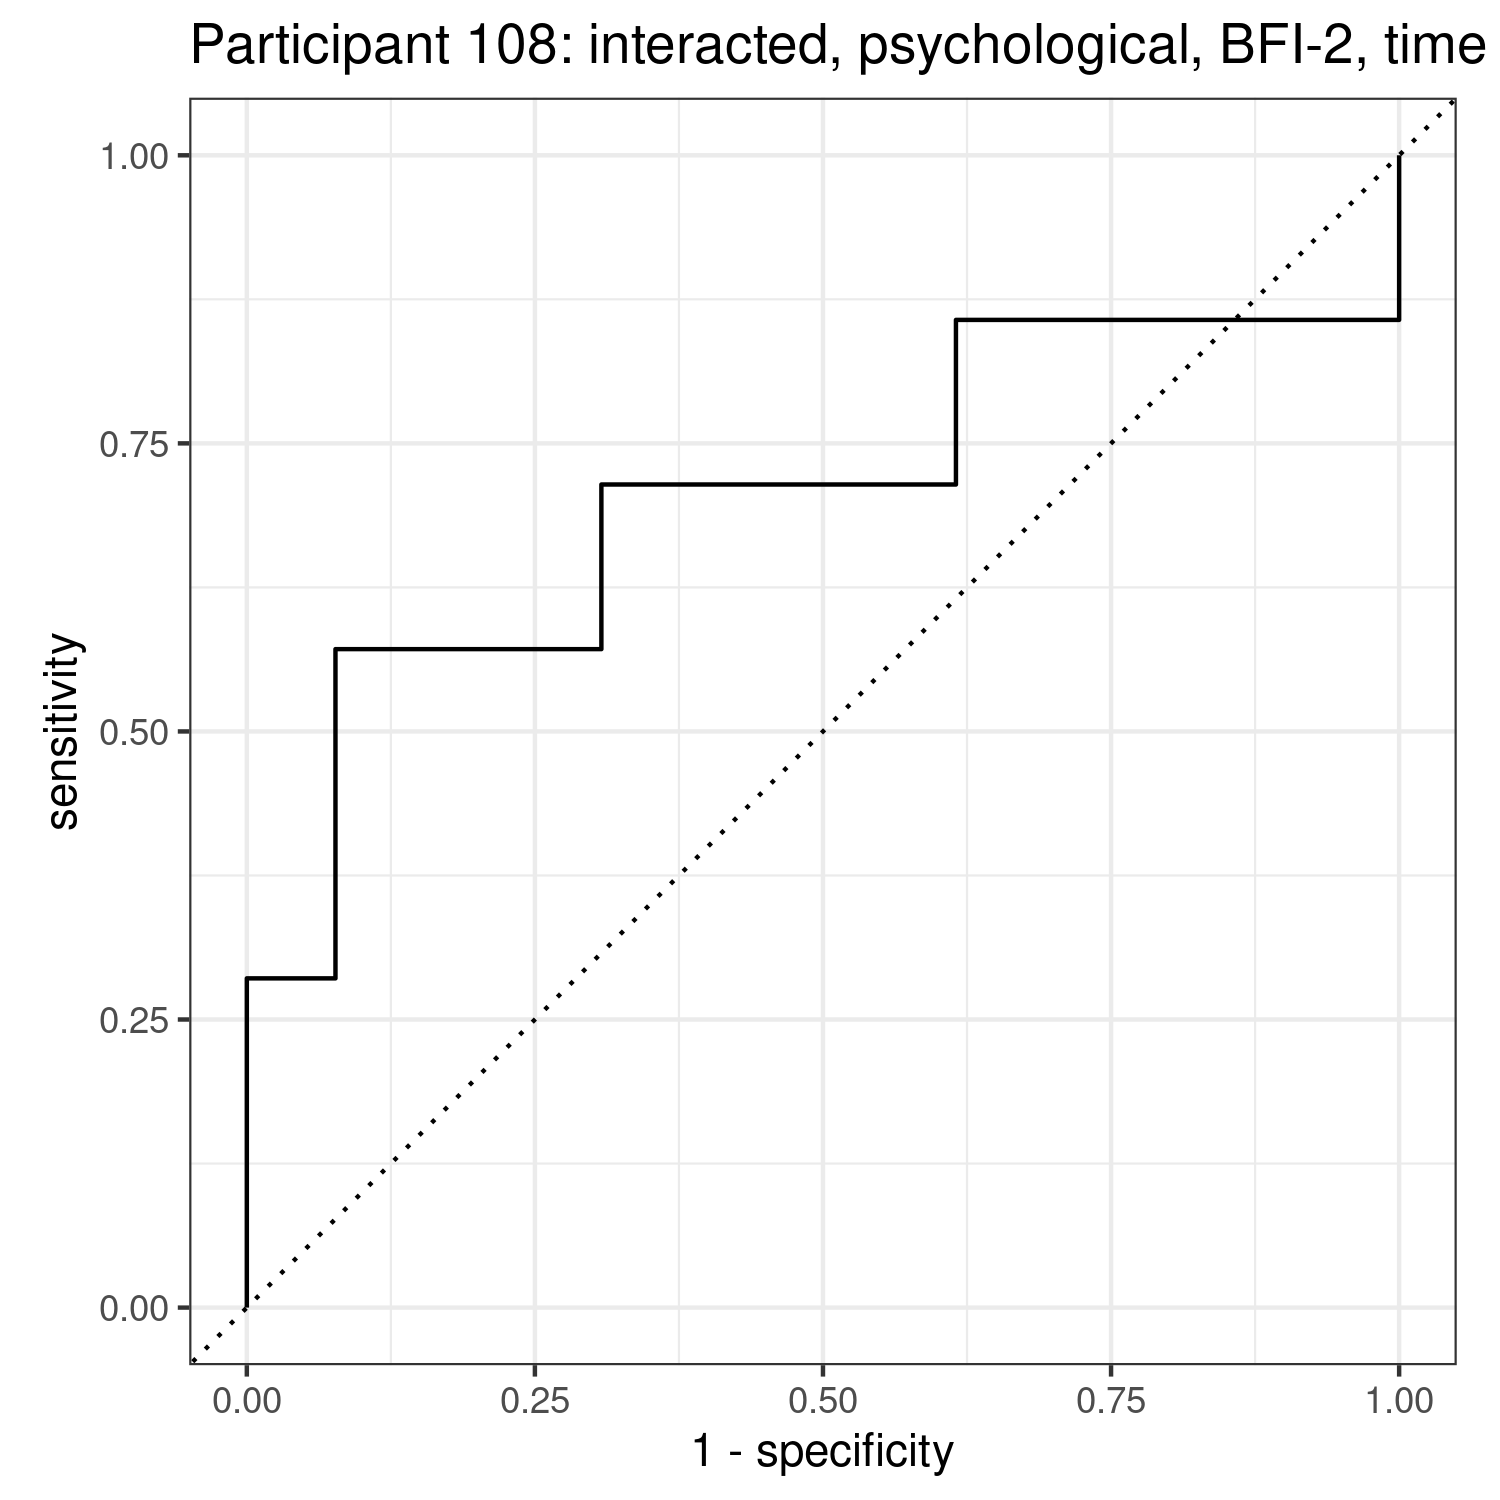 Participant 108: interacted, psychological, BFI-2, time
1.00
0.75
0.50
0.25
0.00
sensitivity
0.00 0.25 0.50 0.75 1.00
1 - specificity